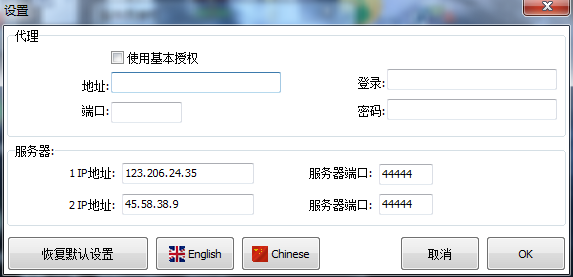 设置
代理
使用基本授权
地址:
登录:
端口:
密码:
服务器:
1 IP地址: 123.206.24.35 服务器端口: 44444
2 IP地址: 45.58.38.9 服务器端口: 44444
恢复默认设置 English Chinese 取消 OK